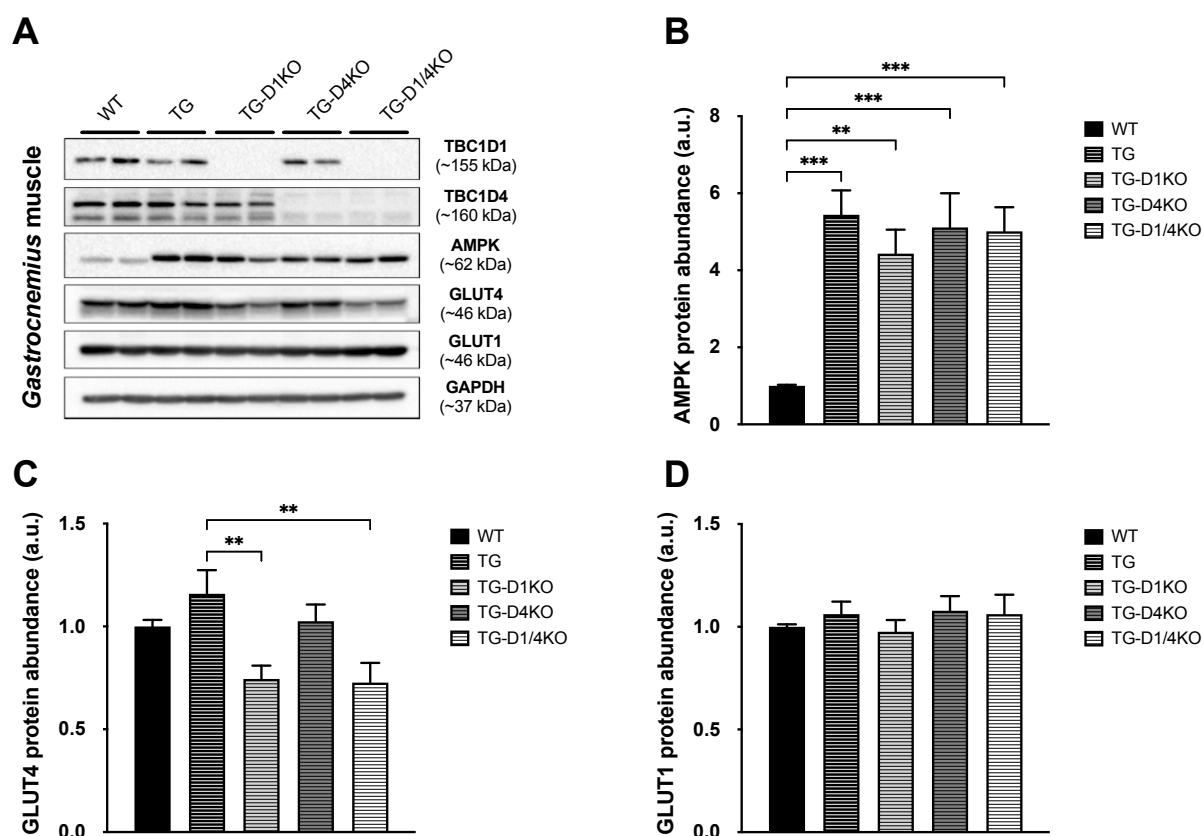 A
WT
TG
TG-D1KO
TG-D4KO
TG-D1/4KO
Gastrocnemius muscle
TBC1D1
(~155 kDa)
TBC1D4
(~160 kDa)
AMPK
(~62 kDa)
GLUT4
(~46 kDa)
GLUT1
(~46 kDa)
GAPDH
(~37 kDa)
B
AMPK protein abundance (a.u.)
8
6
4
2
0
***
***
**
***
WT
TG
TG-D1KO
TG-D4KO
TG-D1/4KO
C
GLUT4 protein abundance (a.u.)
1.5
1.0
0.5
0.0
**
**
WT
TG
TG-D1KO
TG-D4KO
TG-D1/4KO
D
GLUT1 protein abundance (a.u.)
1.5
1.0
0.5
0.0
WT
TG
TG-D1KO
TG-D4KO
TG-D1/4KO